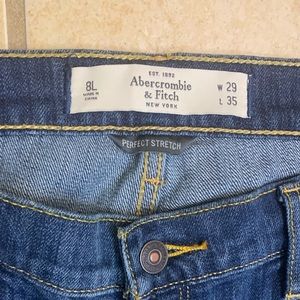 8L
MADE IN
CHINA
EST. 1892
Abercrombie
& Fitch
NEW YORK
W 29
L 35
PERFECT STRETCH